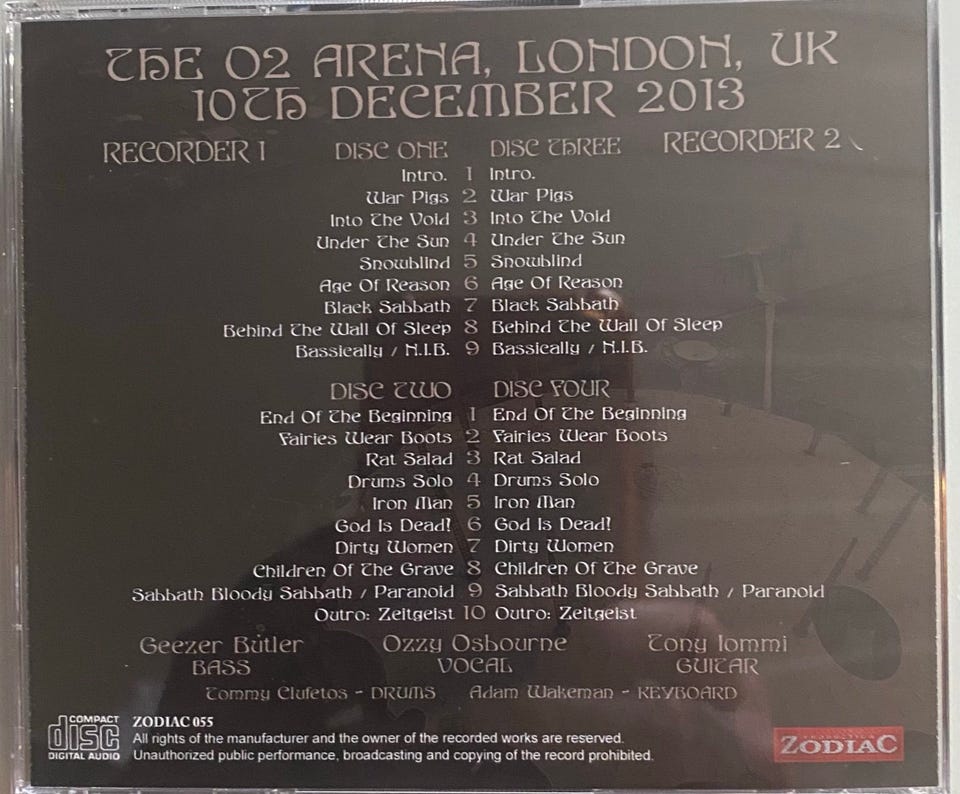 THE O2 ARENA, LONDON, UK
10TH DECEMBER 2013
RECORDER 1 DISC ONE DISC THREE RECORDER 2
Intro. 1 Intro.
War Pigs 2 War Pigs
Into The Void 3 Into The Void
Under The Sun 4 Under The Sun
Snowblind 5 Snowblind
Age Of Reason 6 Age Of Reason
Black Sabbath 7 Black Sabbath
Behind The Wall Of Sleep 8 Behind The Wall Of Sleep
Bassically / N.I.B. 9 Bassically / N.I.B.
DISC TWO DISC FOUR
End Of The Beginning 1 End Of The Beginning
Fairies Wear Boots 2 Fairies Wear Boots
Rat Salad 3 Rat Salad
Drums Solo 4 Drums Solo
Iron Man 5 Iron Man
God Is Dead? 6 God Is Dead?
Dirty Women 7 Dirty Women
Children Of The Grave 8 Children Of The Grave
Sabbath Bloody Sabbath / Paranoid 9 Sabbath Bloody Sabbath / Paranoid
Outro: Zeitgeist 10 Outro: Zeitgeist
Geezer Butler Ozzy Osbourne Tony Iommi
BASS VOCAL GUITAR
Tommy Clufetos - DRUMS Adam Wakeman - KEYBOARD
COMPACT disc DIGITAL AUDIO
ZODIAC 055
All rights of the manufacturer and the owner of the recorded works are reserved.
Unauthorized public performance, broadcasting and copying of the record prohibited.
ZODIAC